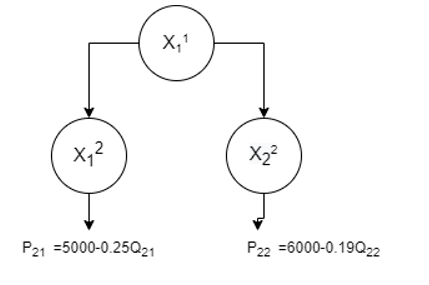 X₁¹
X₁² X₂²
P₂₁ =5000-0.25Q₂₁ P₂₂ =6000-0.19Q₂₂